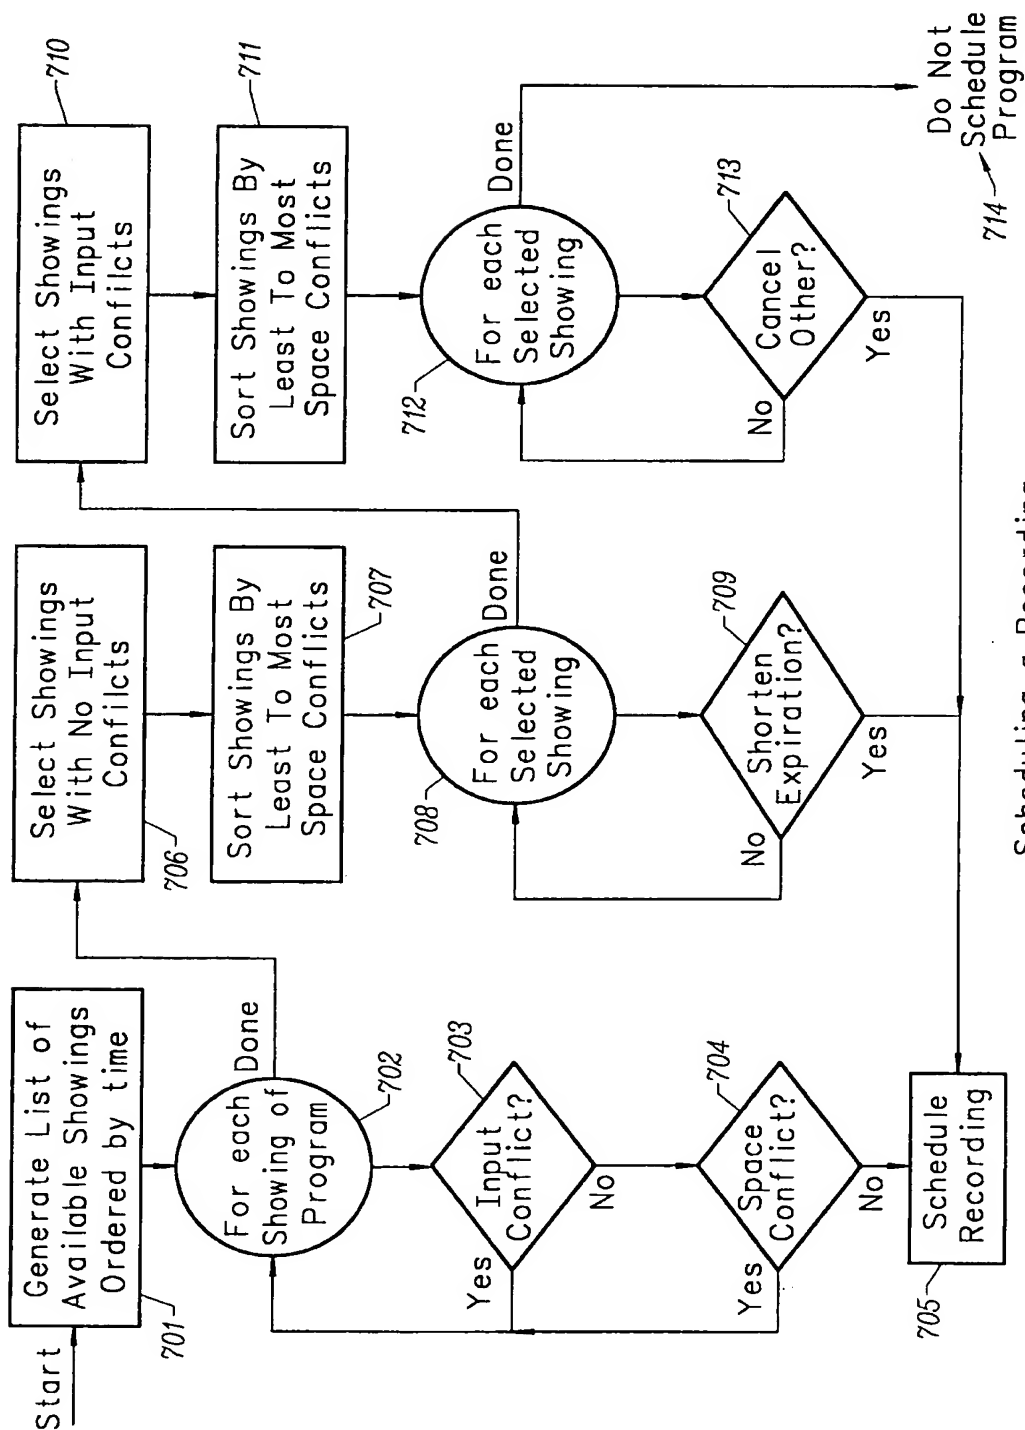 Start
Generate List of
Available Showings
Ordered by time
701
For each
Showing of
Program
Done
702
Input
Conflict?
703
Yes
No
Space
Conflict?
704
Yes
No
Schedule
Recording
705
Select Showings
With No Input
Confilcts
706
Sort Showings By
Least To Most
Space Conflicts
707
For each
Selected
Showing
Done
708
Shorten
Expiration?
709
No
Yes
Select Showings
With Input
Confilcts
710
Sort Showings By
Least To Most
Space Conflicts
711
For each
Selected
Showing
Done
712
Cancel
Other?
713
No
Yes
Do Not
Schedule
Program
714